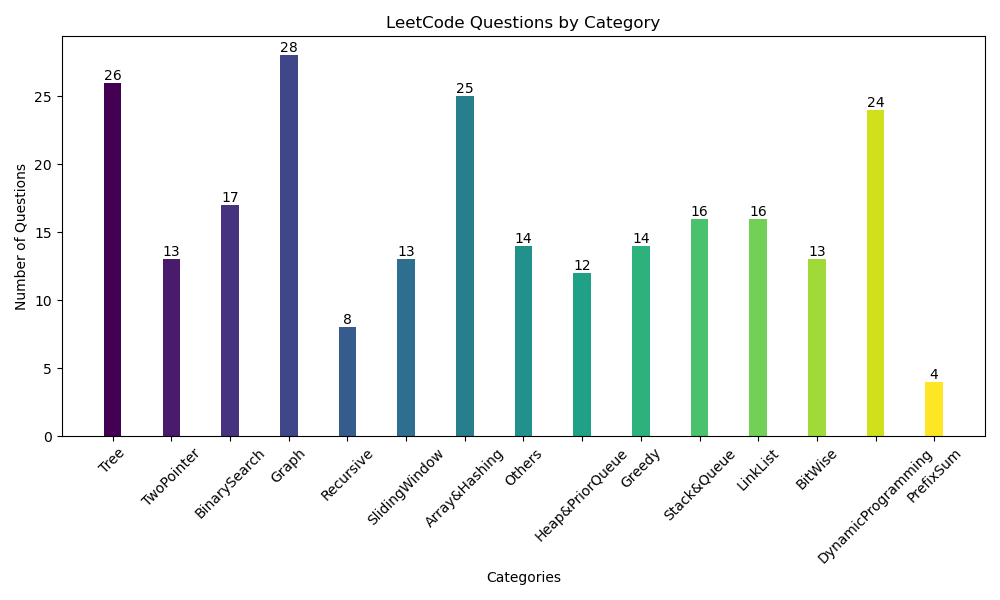 LeetCode Questions by Category
Number of Questions
25
20
15
10
5
0
26
13
17
28
8
13
25
14
12
14
16
16
13
24
4
Tree
TwoPointer
BinarySearch
Graph
Recursive
SlidingWindow
Array&Hashing
Others
Heap&PriorQueue
Greedy
Stack&Queue
LinkList
BitWise
DynamicProgramming
PrefixSum
Categories